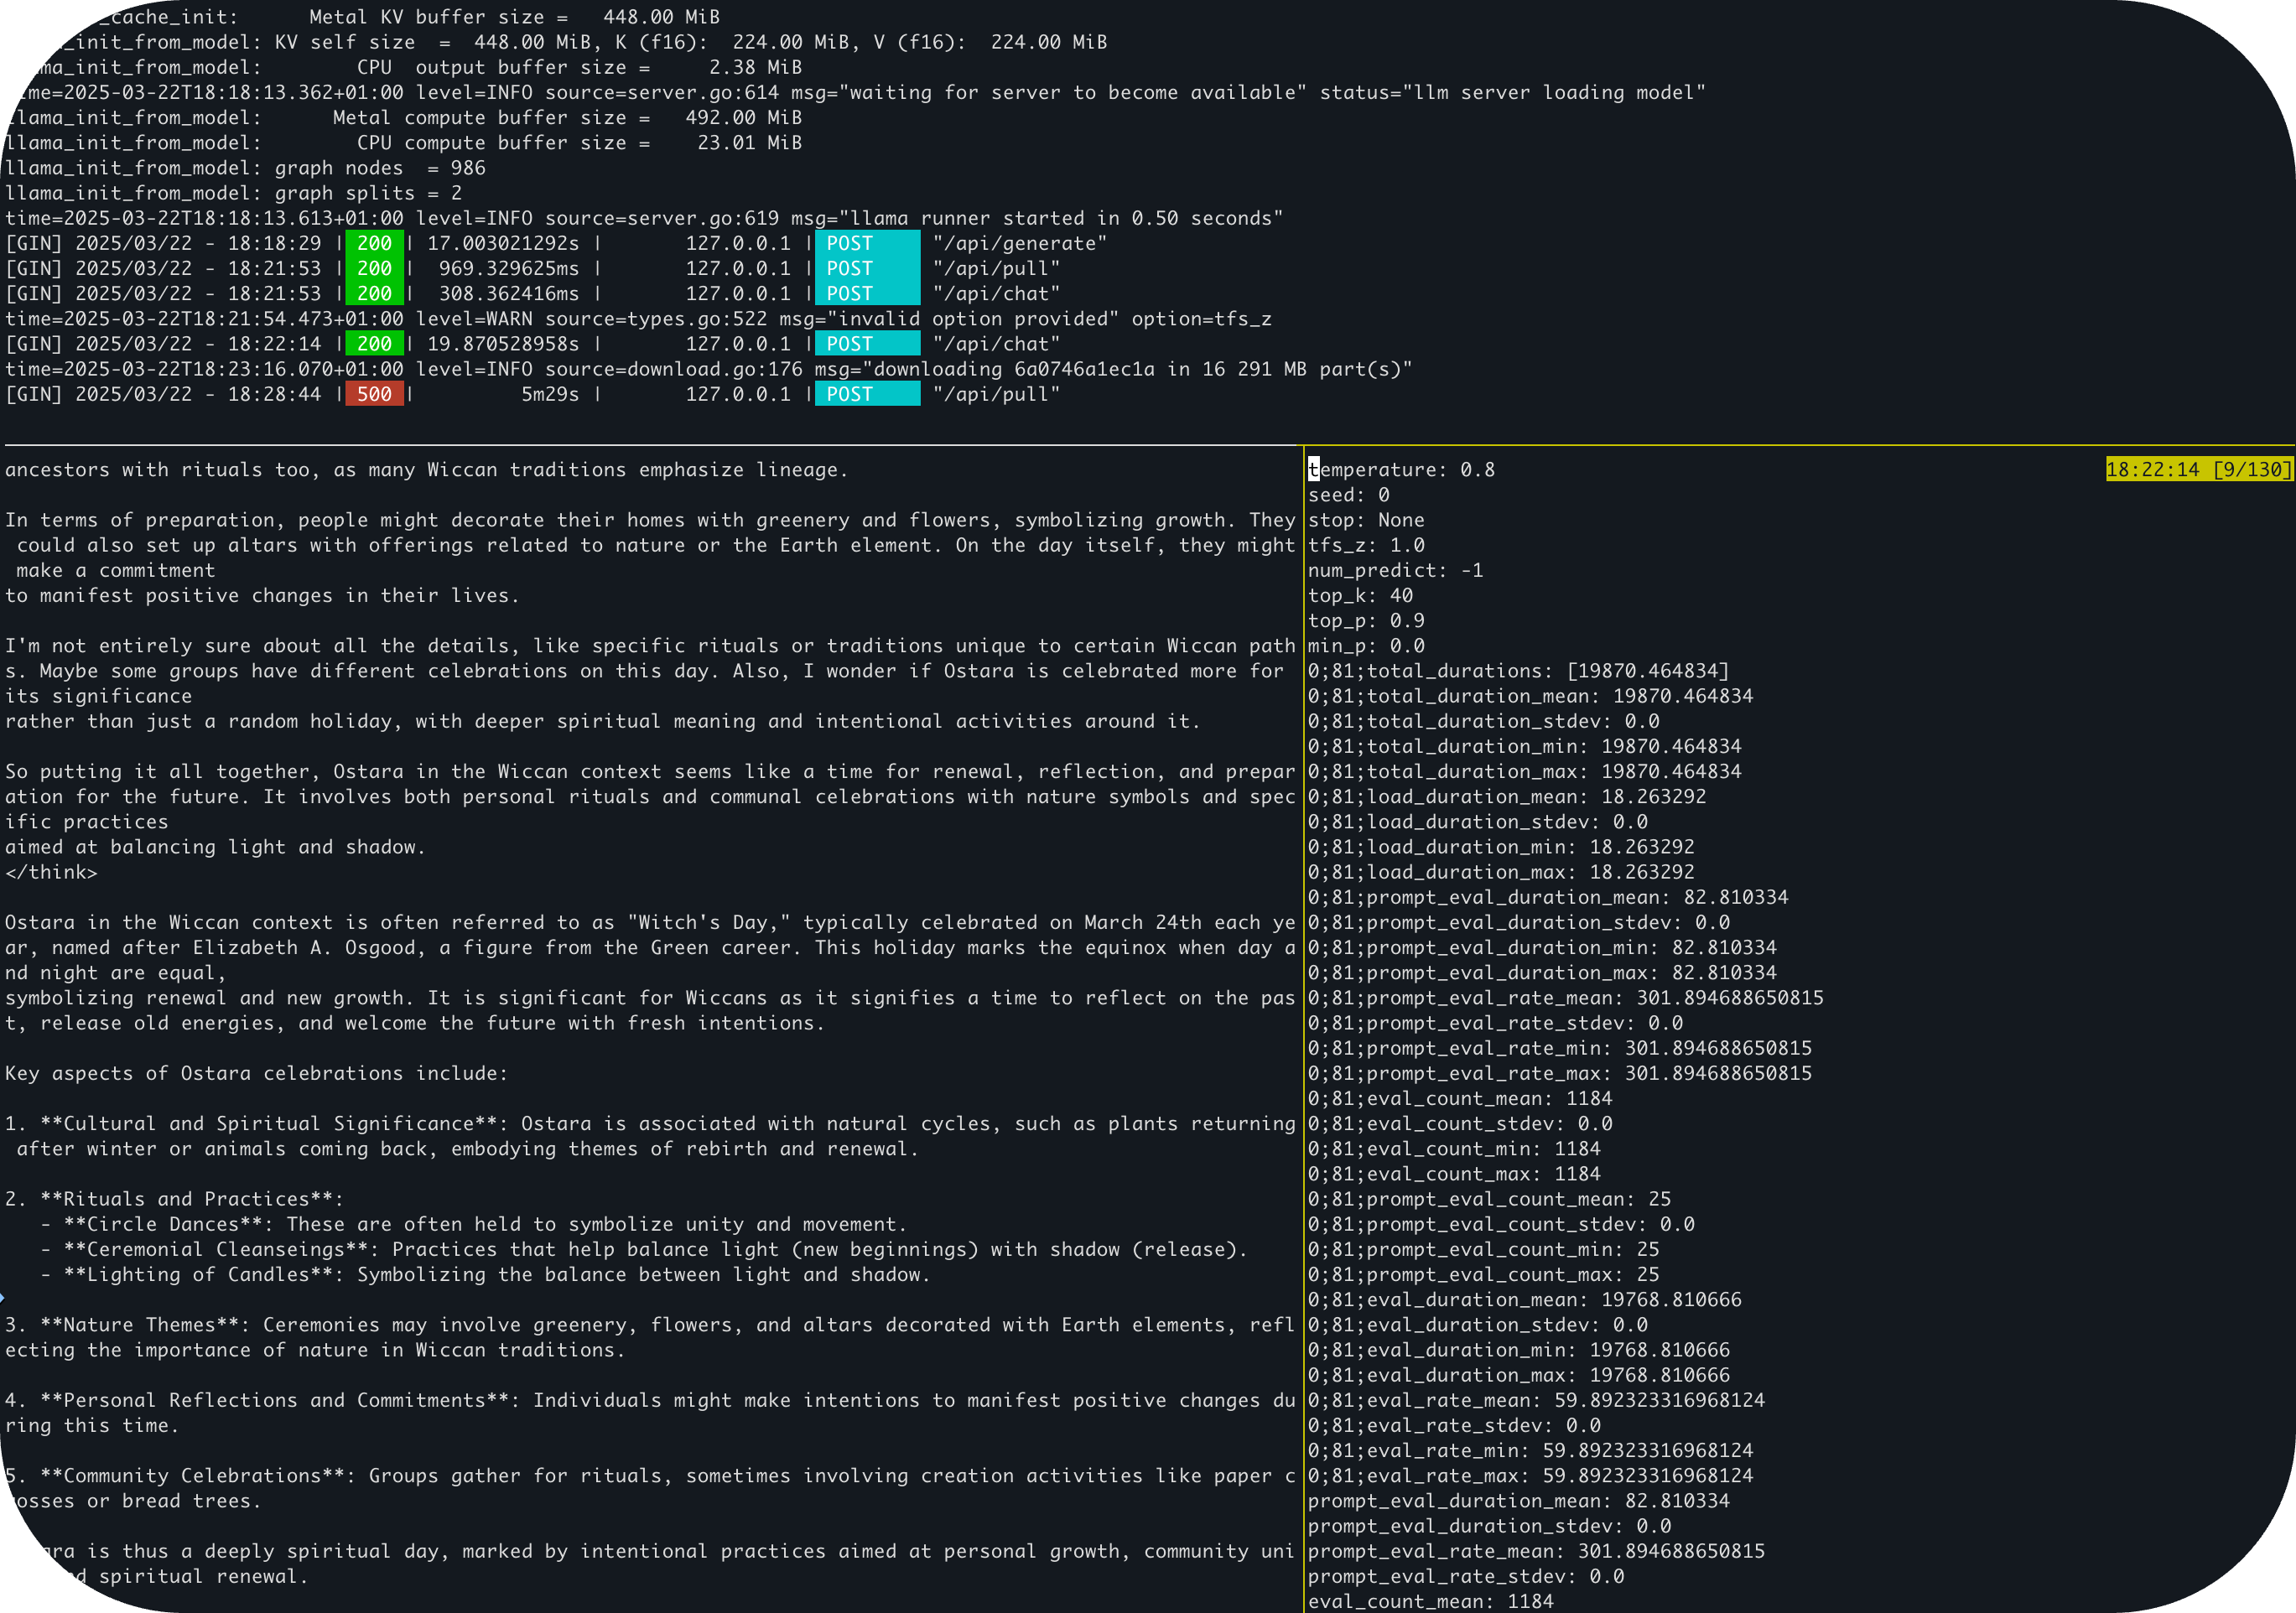 _cache_init:      Metal KV buffer size =   448.00 MiB
_init_from_model: KV self size  =  448.00 MiB, K (f16):  224.00 MiB, V (f16):  224.00 MiB
ma_init_from_model:        CPU  output buffer size =     2.38 MiB
me=2025-03-22T18:18:13.362+01:00 level=INFO source=server.go:614 msg="waiting for server to become available" status="llm server loading model"
llama_init_from_model:      Metal compute buffer size =   492.00 MiB
llama_init_from_model:        CPU compute buffer size =    23.01 MiB
llama_init_from_model: graph nodes  = 986
llama_init_from_model: graph splits = 2
time=2025-03-22T18:18:13.613+01:00 level=INFO source=server.go:619 msg="llama runner started in 0.50 seconds"
[GIN] 2025/03/22 - 18:18:29 | 200 | 17.003021292s |       127.0.0.1 | POST     "/api/generate"
[GIN] 2025/03/22 - 18:21:53 | 200 |  969.329625ms |       127.0.0.1 | POST     "/api/pull"
[GIN] 2025/03/22 - 18:21:53 | 200 |  308.362416ms |       127.0.0.1 | POST     "/api/chat"
time=2025-03-22T18:21:54.473+01:00 level=WARN source=types.go:522 msg="invalid option provided" option=tfs_z
[GIN] 2025/03/22 - 18:22:14 | 200 | 19.870528958s |       127.0.0.1 | POST     "/api/chat"
time=2025-03-22T18:23:16.070+01:00 level=INFO source=download.go:176 msg="downloading 6a0746a1ec1a in 16 291 MB part(s)"
[GIN] 2025/03/22 - 18:28:44 | 500 |         5m29s |       127.0.0.1 | POST     "/api/pull"
ancestors with rituals too, as many Wiccan traditions emphasize lineage.
In terms of preparation, people might decorate their homes with greenery and flowers, symbolizing growth. They
could also set up altars with offerings related to nature or the Earth element. On the day itself, they might
make a commitment
to manifest positive changes in their lives.
I'm not entirely sure about all the details, like specific rituals or traditions unique to certain Wiccan path
s. Maybe some groups have different celebrations on this day. Also, I wonder if Ostara is celebrated more for
its significance
rather than just a random holiday, with deeper spiritual meaning and intentional activities around it.
So putting it all together, Ostara in the Wiccan context seems like a time for renewal, reflection, and prepar
ation for the future. It involves both personal rituals and communal celebrations with nature symbols and spec
ific practices
aimed at balancing light and shadow.
</think>
Ostara in the Wiccan context is often referred to as "Witch's Day," typically celebrated on March 24th each ye
ar, named after Elizabeth A. Osgood, a figure from the Green career. This holiday marks the equinox when day a
nd night are equal,
symbolizing renewal and new growth. It is significant for Wiccans as it signifies a time to reflect on the pas
t, release old energies, and welcome the future with fresh intentions.
Key aspects of Ostara celebrations include:
1. **Cultural and Spiritual Significance**: Ostara is associated with natural cycles, such as plants returning
after winter or animals coming back, embodying themes of rebirth and renewal.
2. **Rituals and Practices**:
- **Circle Dances**: These are often held to symbolize unity and movement.
- **Ceremonial Cleanseings**: Practices that help balance light (new beginnings) with shadow (release).
- **Lighting of Candles**: Symbolizing the balance between light and shadow.
3. **Nature Themes**: Ceremonies may involve greenery, flowers, and altars decorated with Earth elements, refl
ecting the importance of nature in Wiccan traditions.
4. **Personal Reflections and Commitments**: Individuals might make intentions to manifest positive changes du
ring this time.
5. **Community Celebrations**: Groups gather for rituals, sometimes involving creation activities like paper c
osses or bread trees.
ara is thus a deeply spiritual day, marked by intentional practices aimed at personal growth, community uni
d spiritual renewal.
temperature: 0.8
18:22:14 [9/130]
seed: 0
stop: None
tfs_z: 1.0
num_predict: -1
top_k: 40
top_p: 0.9
min_p: 0.0
0;81;total_durations: [19870.464834]
0;81;total_duration_mean: 19870.464834
0;81;total_duration_stdev: 0.0
0;81;total_duration_min: 19870.464834
0;81;total_duration_max: 19870.464834
0;81;load_duration_mean: 18.263292
0;81;load_duration_stdev: 0.0
0;81;load_duration_min: 18.263292
0;81;load_duration_max: 18.263292
0;81;prompt_eval_duration_mean: 82.810334
0;81;prompt_eval_duration_stdev: 0.0
0;81;prompt_eval_duration_min: 82.810334
0;81;prompt_eval_duration_max: 82.810334
0;81;prompt_eval_rate_mean: 301.894688650815
0;81;prompt_eval_rate_stdev: 0.0
0;81;prompt_eval_rate_min: 301.894688650815
0;81;prompt_eval_rate_max: 301.894688650815
0;81;eval_count_mean: 1184
0;81;eval_count_stdev: 0.0
0;81;eval_count_min: 1184
0;81;eval_count_max: 1184
0;81;prompt_eval_count_mean: 25
0;81;prompt_eval_count_stdev: 0.0
0;81;prompt_eval_count_min: 25
0;81;prompt_eval_count_max: 25
0;81;eval_duration_mean: 19768.810666
0;81;eval_duration_stdev: 0.0
0;81;eval_duration_min: 19768.810666
0;81;eval_duration_max: 19768.810666
0;81;eval_rate_mean: 59.892323316968124
0;81;eval_rate_stdev: 0.0
0;81;eval_rate_min: 59.892323316968124
0;81;eval_rate_max: 59.892323316968124
prompt_eval_duration_mean: 82.810334
prompt_eval_duration_stdev: 0.0
prompt_eval_rate_mean: 301.894688650815
prompt_eval_rate_stdev: 0.0
eval_count_mean: 1184